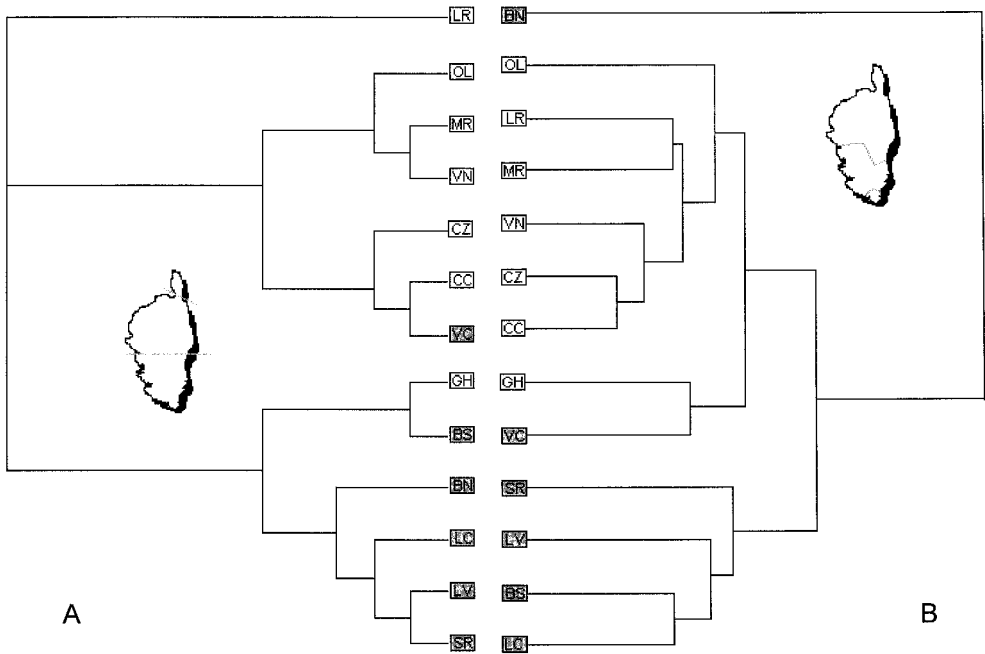 LR BN
OL OL
MR LR
VN MR
CZ VN
CC CZ
VC CC
GH GH
BS VC
BN SR
LC LV
LV BS
SR LC
A B